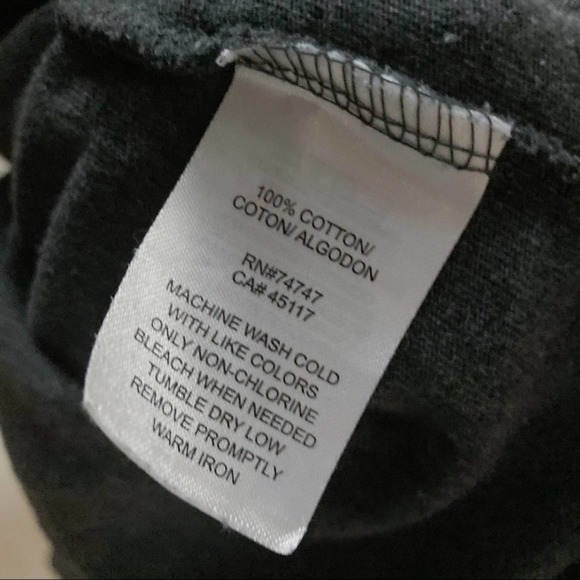 100% COTTON/
COTON/ ALGODON
RN#74747
CA# 45117
MACHINE WASH COLD
WITH LIKE COLORS
ONLY NON-CHLORINE
BLEACH WHEN NEEDED
TUMBLE DRY LOW
REMOVE PROMPTLY
WARM IRON